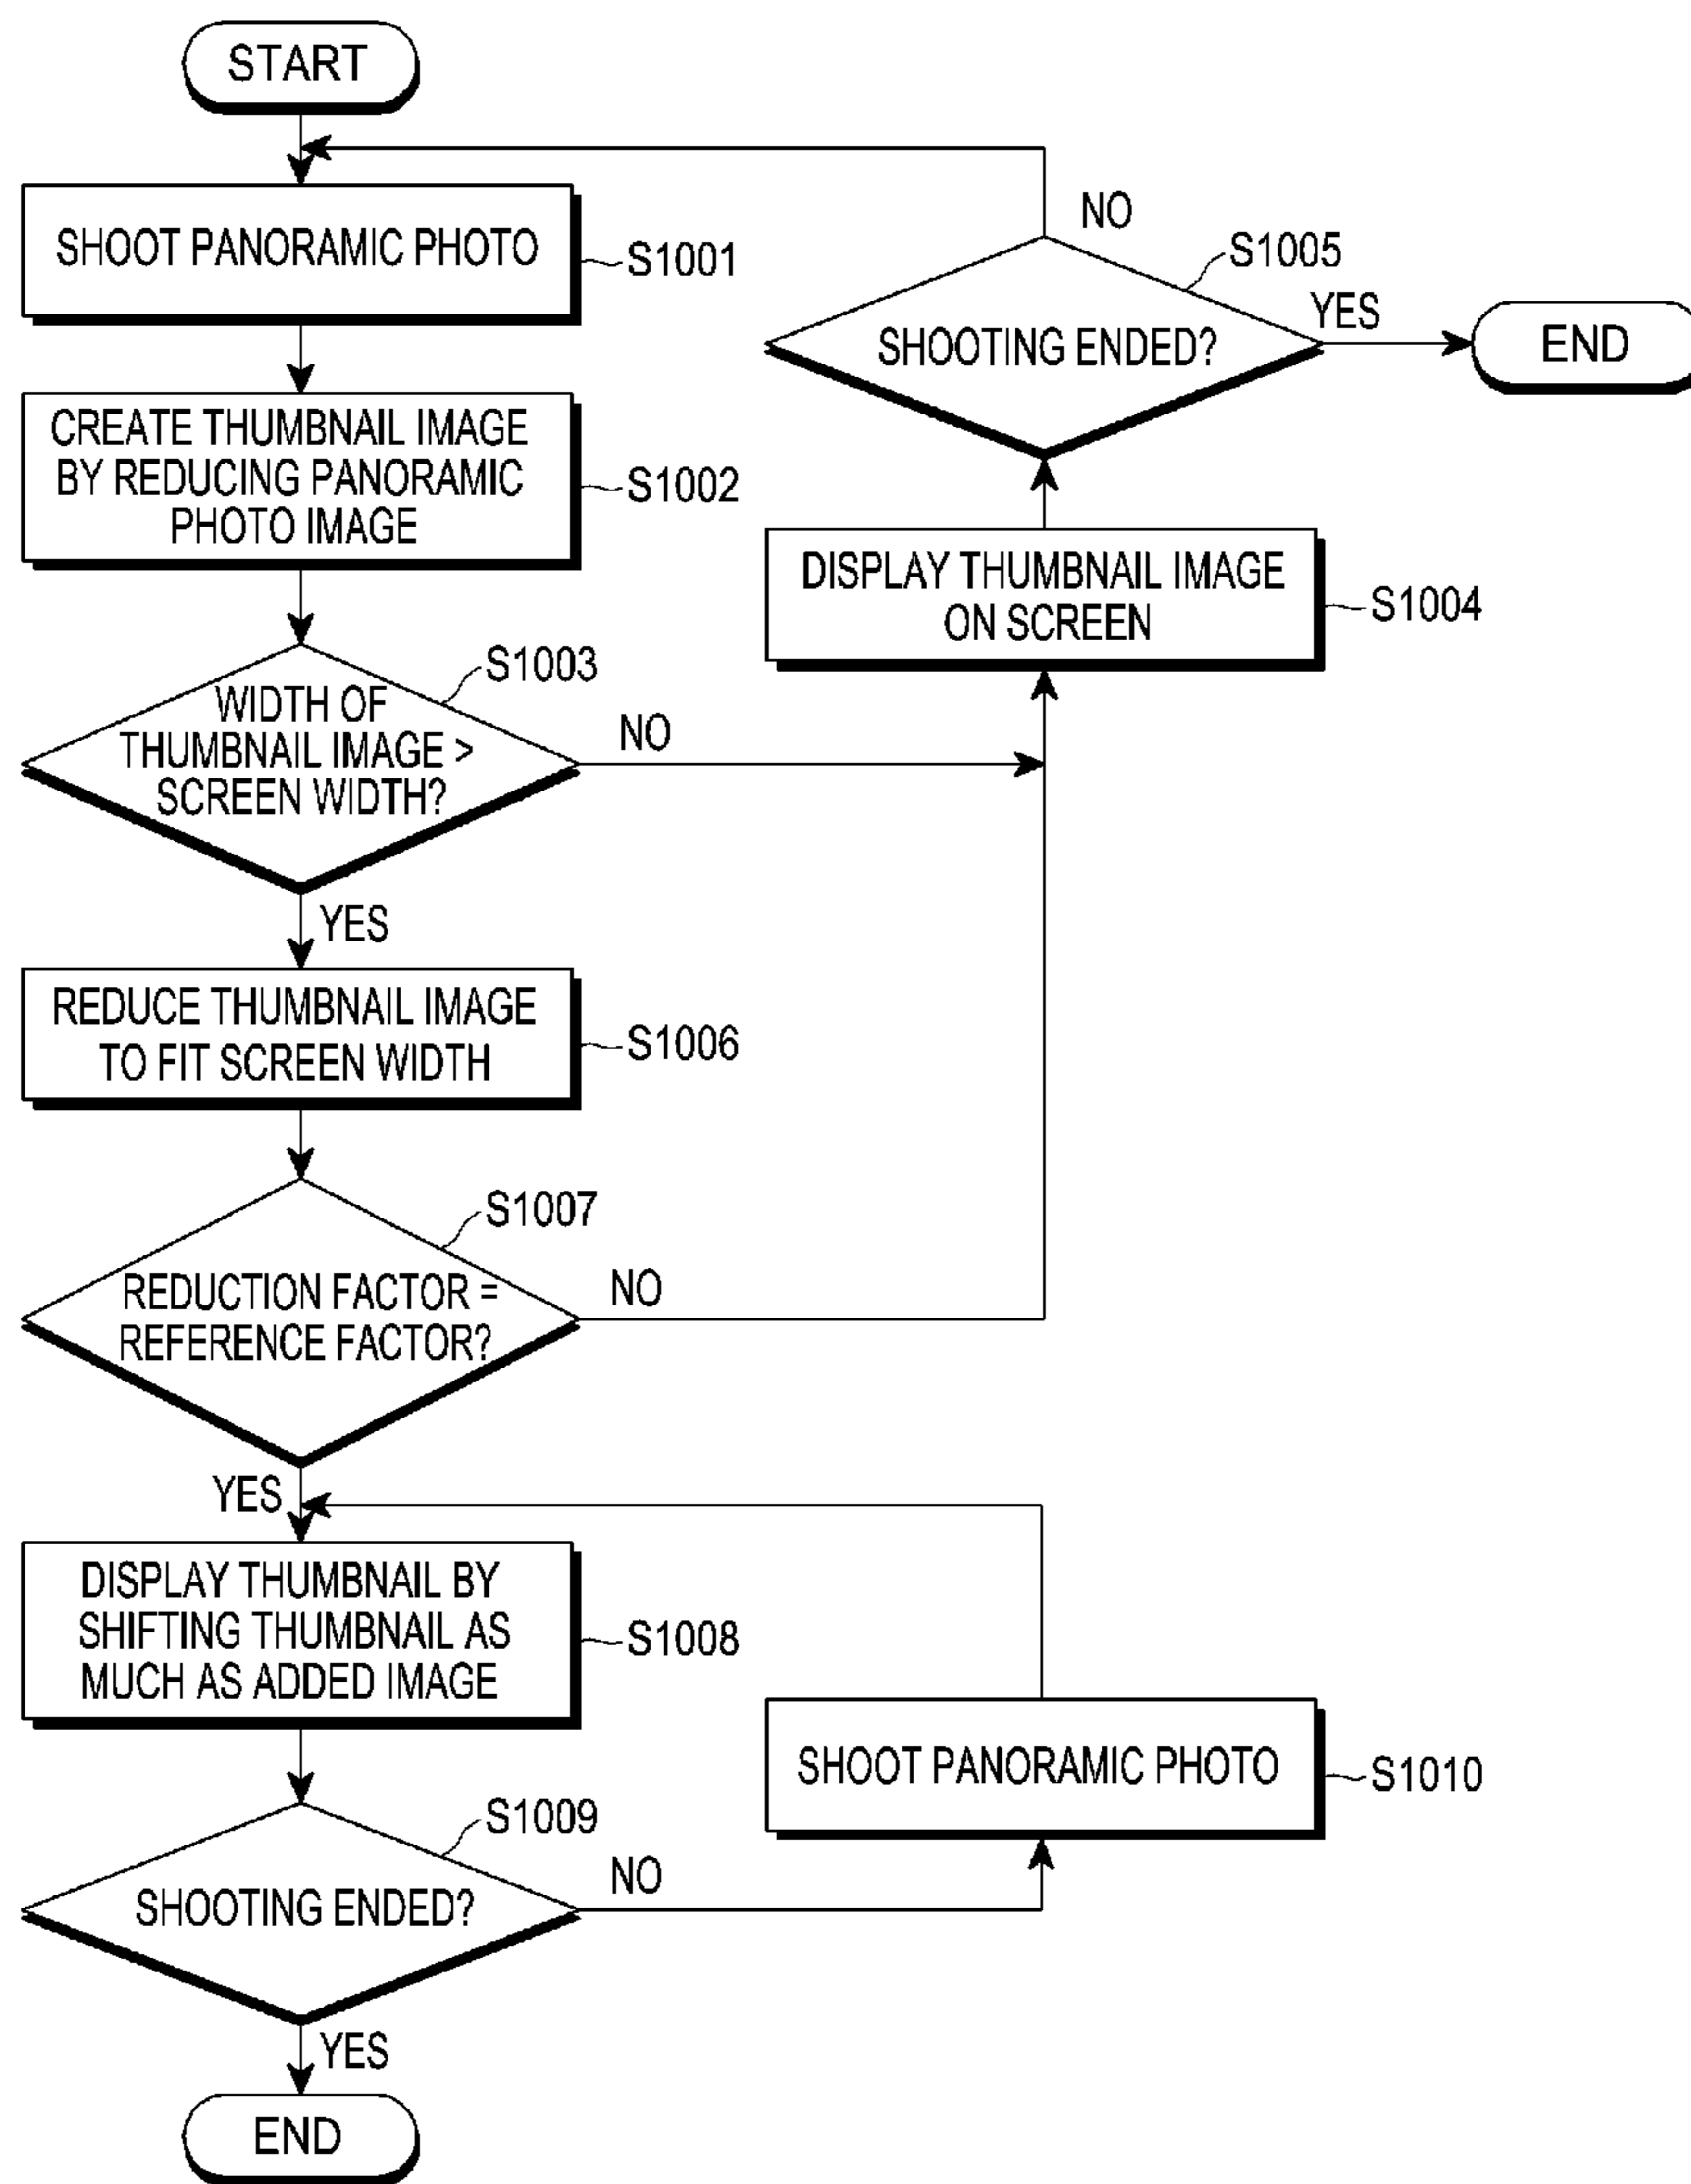 START
SHOOT PANORAMIC PHOTO
S1001
CREATE THUMBNAIL IMAGE
BY REDUCING PANORAMIC
PHOTO IMAGE
S1002
WIDTH OF
THUMBNAIL IMAGE >
SCREEN WIDTH?
S1003
NO
YES
DISPLAY THUMBNAIL IMAGE
ON SCREEN
S1004
SHOOTING ENDED?
S1005
NO
YES
END
REDUCE THUMBNAIL IMAGE
TO FIT SCREEN WIDTH
S1006
REDUCTION FACTOR =
REFERENCE FACTOR?
S1007
NO
YES
DISPLAY THUMBNAIL BY
SHIFTING THUMBNAIL AS
MUCH AS ADDED IMAGE
S1008
SHOOTING ENDED?
S1009
NO
SHOOT PANORAMIC PHOTO
S1010
YES
END